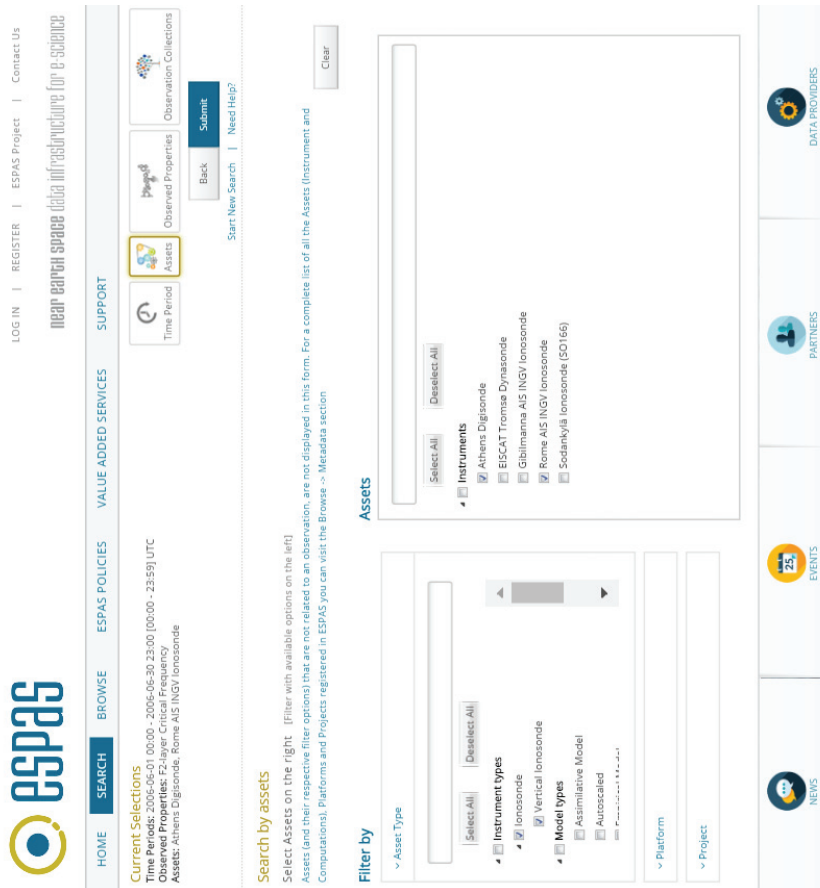 LOG IN | REGISTER | ESPAS Project | Contact Us
espas
near earth space data infrastructure for e-science
HOME SEARCH BROWSE ESPAS POLICIES VALUE ADDED SERVICES SUPPORT
Current Selections
Time Periods: 2006-06-01 00:00 - 2006-06-30 23:00 [00:00 - 23:59] UTC
Observed Properties: F2-layer Critical Frequency
Assets: Athens Digisonde, Rome AIS INGV Ionosonde
Time Period Assets Observed Properties Observation Collections
Back Submit
Start New Search | Need Help?
Search by assets
Select Assets on the right [Filter with available options on the left]
Assets (and their respective filter options) that are not related to an observation, are not displayed in this form. For a complete list of all the Assets (Instrument and
Computations), Platforms and Projects registered in ESPAS you can visit the Browse -> Metadata section
Clear
Filter by
Asset Type
Select All Deselect All
Instrument types
Ionosonde
Vertical Ionosonde
Model types
Assimilative Model
Autoscaled
Platform
Project
Assets
Select All Deselect All
Instruments
Athens Digisonde
EISCAT Tromsø Dynasonde
Gibilmanna AIS INGV Ionosonde
Rome AIS INGV Ionosonde
Sodankylä Ionosonde (SO166)
NEWS
25
EVENTS
PARTNERS
DATA PROVIDERS